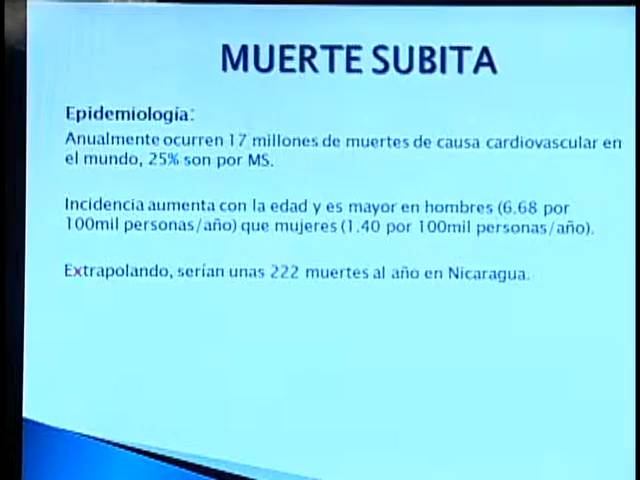 MUERTE SUBITA
Epidemiología:
Anualmente ocurren 17 millones de muertes de causa cardiovascular en
el mundo, 25% son por MS.
Incidencia aumenta con la edad y es mayor en hombres (6.68 por
100mil personas/año) que mujeres (1.40 por 100mil personas/año).
Extrapolando, serían unas 222 muertes al año en Nicaragua.